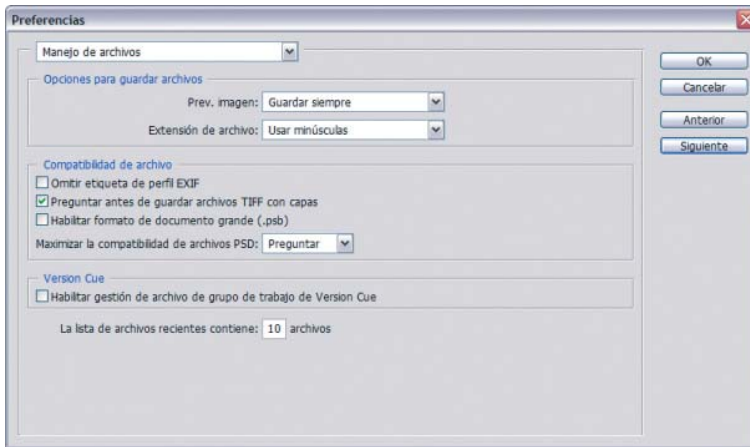 Preferencias
Manejo de archivos
OK
Cancelar
Anterior
Siguiente
Opciones para guardar archivos
Prev. imagen: Guardar siempre
Extensión de archivo: Usar minúsculas
Compatibilidad de archivo
Omitir etiqueta de perfil EXIF
Preguntar antes de guardar archivos TIFF con capas
Habilitar formato de documento grande (.psb)
Maximizar la compatibilidad de archivos PSD: Preguntar
Version Cue
Habilitar gestión de archivo de grupo de trabajo de Version Cue
La lista de archivos recientes contiene: 10 archivos